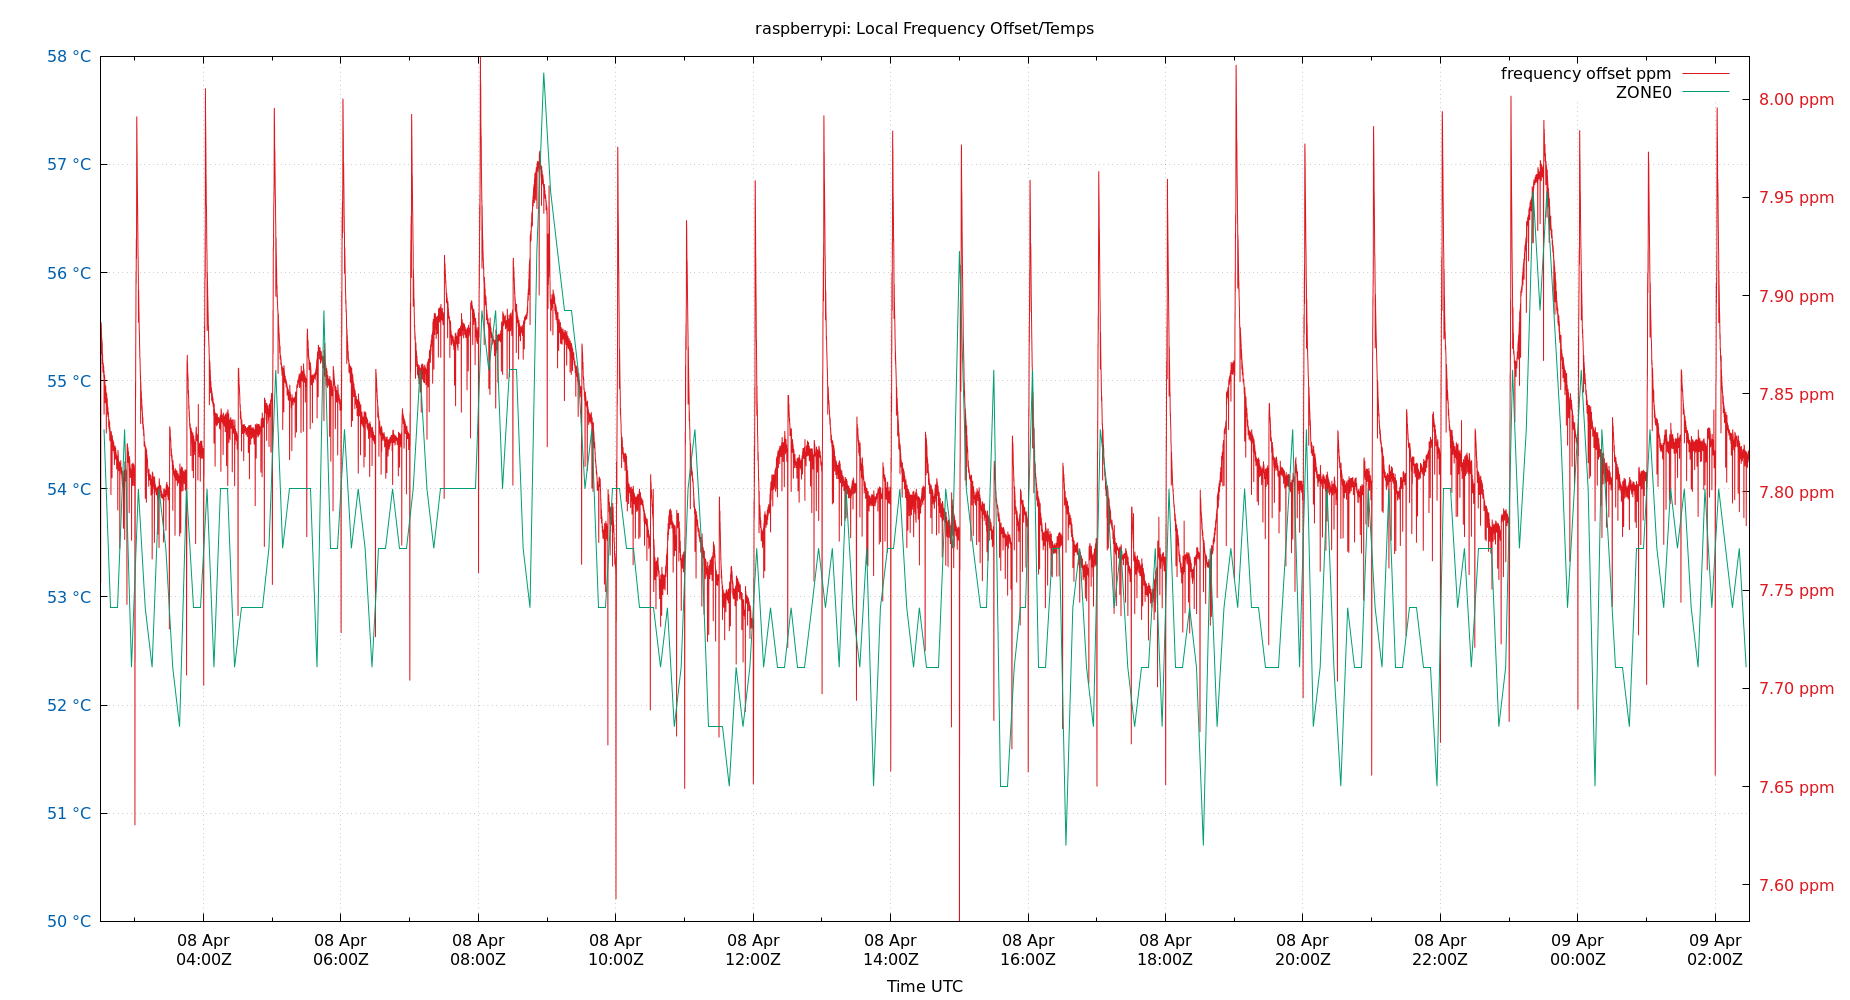 raspberrypi: Local Frequency Offset/Temps
frequency offset ppm
ZONE0
58 °C
57 °C
56 °C
55 °C
54 °C
53 °C
52 °C
51 °C
50 °C
8.00 ppm
7.95 ppm
7.90 ppm
7.85 ppm
7.80 ppm
7.75 ppm
7.70 ppm
7.65 ppm
7.60 ppm
08 Apr
04:00Z
08 Apr
06:00Z
08 Apr
08:00Z
08 Apr
10:00Z
08 Apr
12:00Z
08 Apr
14:00Z
08 Apr
16:00Z
08 Apr
18:00Z
08 Apr
20:00Z
08 Apr
22:00Z
09 Apr
00:00Z
09 Apr
02:00Z
Time UTC